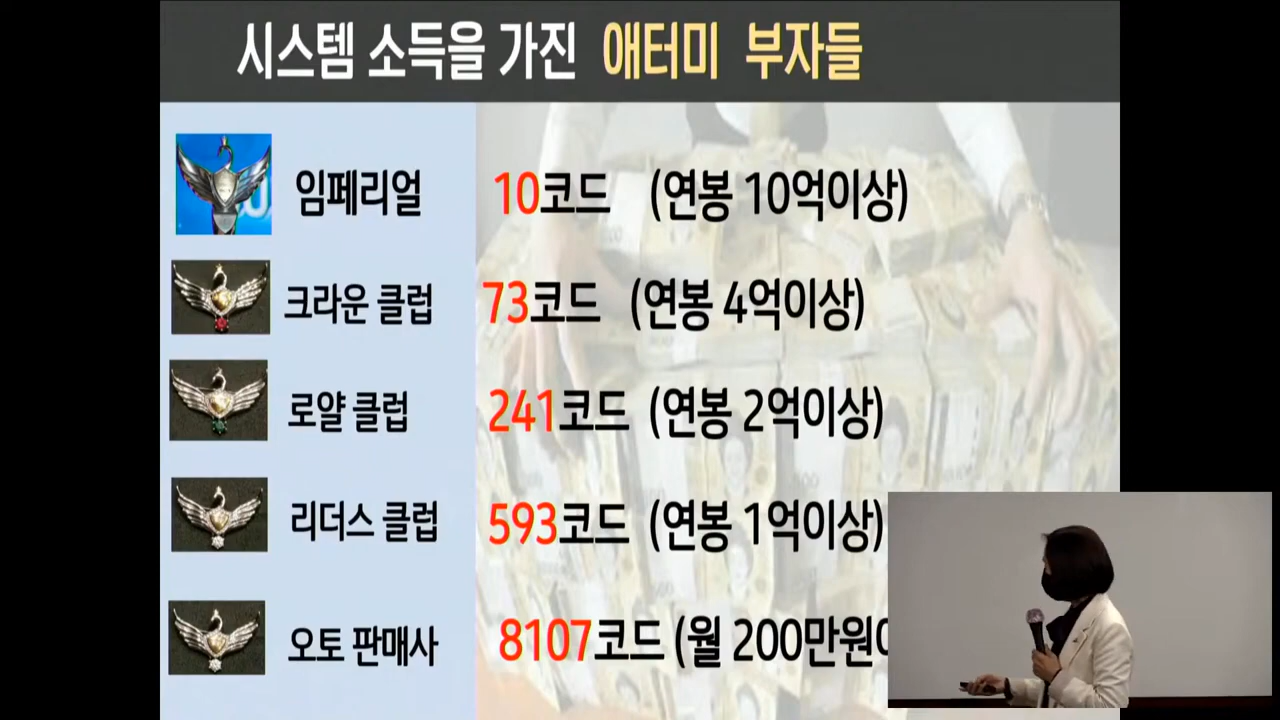 시스템 소득을 가진 애터미 부자들
임페리얼 10코드 (연봉 10억이상)
크라운 클럽 73코드 (연봉 4억이상)
로얄 클럽 241코드 (연봉 2억이상)
리더스 클럽 593코드 (연봉 1억이상)
오토 판매사 8107코드 (월 200만원